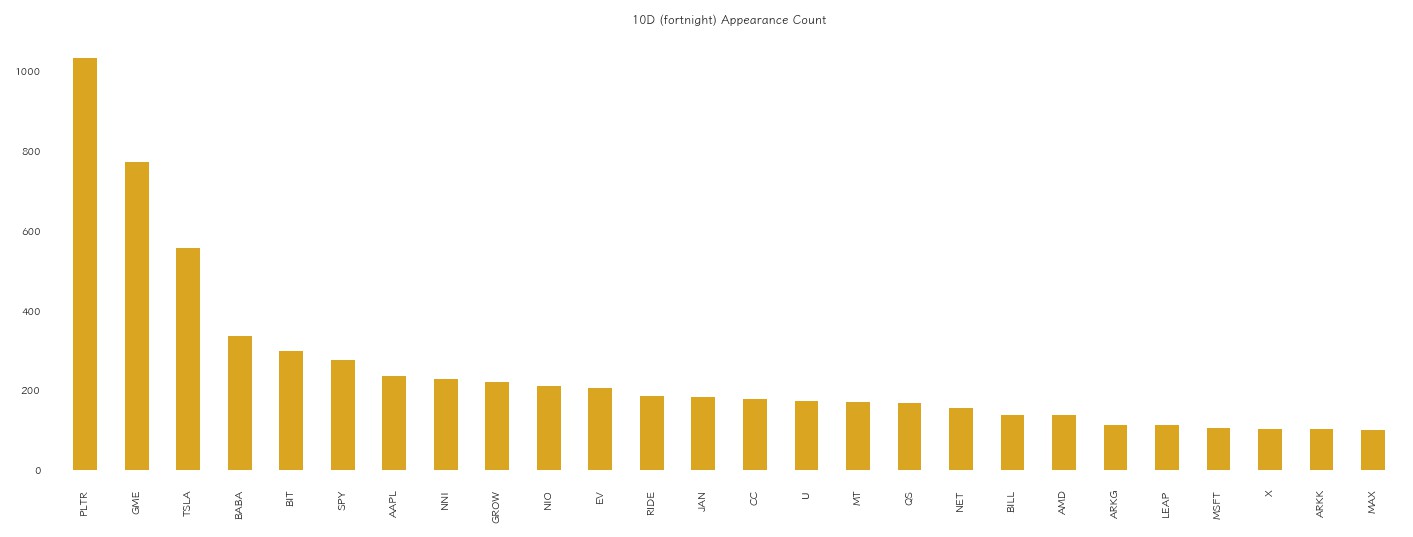 10D (fortnight) Appearance Count
1000
800
600
400
200
0
PLTR
GME
TSLA
BABA
BIT
SPY
AAPL
NNI
GROW
NIO
EV
RIDE
JAN
CC
U
MT
QS
NET
BILL
AMD
ARKG
LEAP
MSFT
X
ARKK
MAX